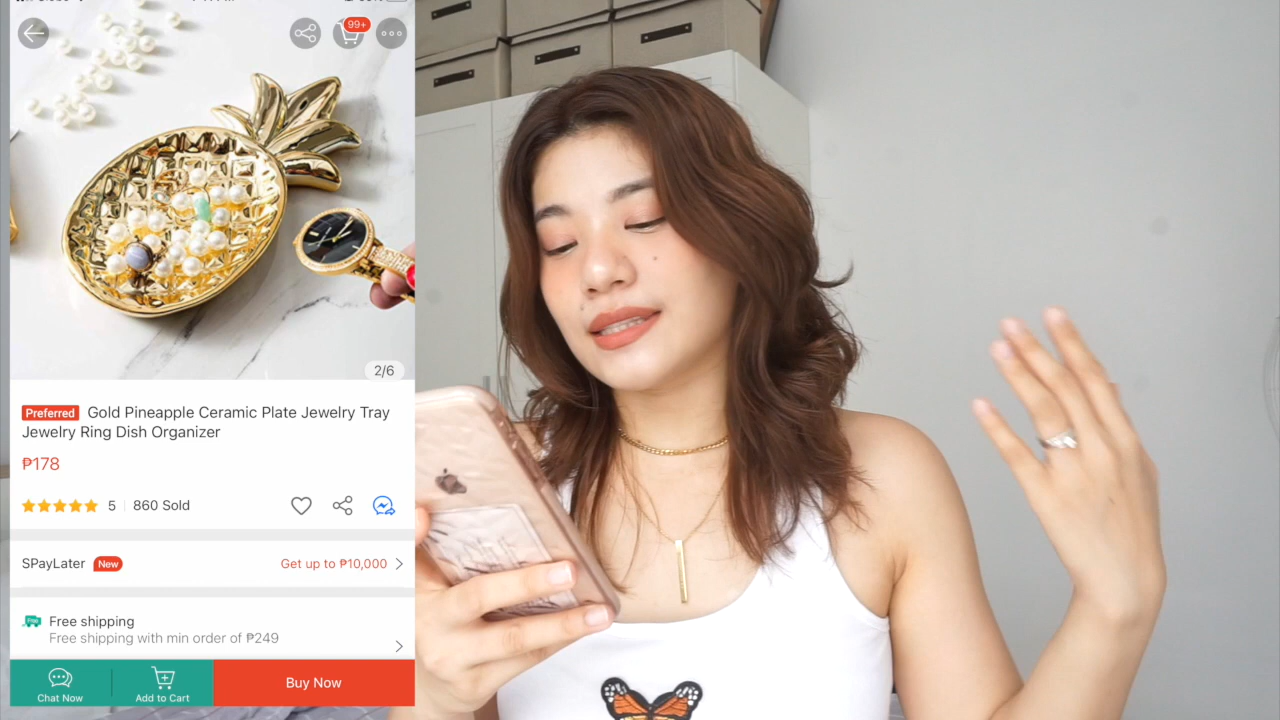 99+
2/6
Preferred Gold Pineapple Ceramic Plate Jewelry Tray
Jewelry Ring Dish Organizer
₱178
5 860 Sold
SPayLater New Get up to ₱10,000
Free shipping
Free shipping with min order of ₱249
Chat Now
Add to Cart
Buy Now